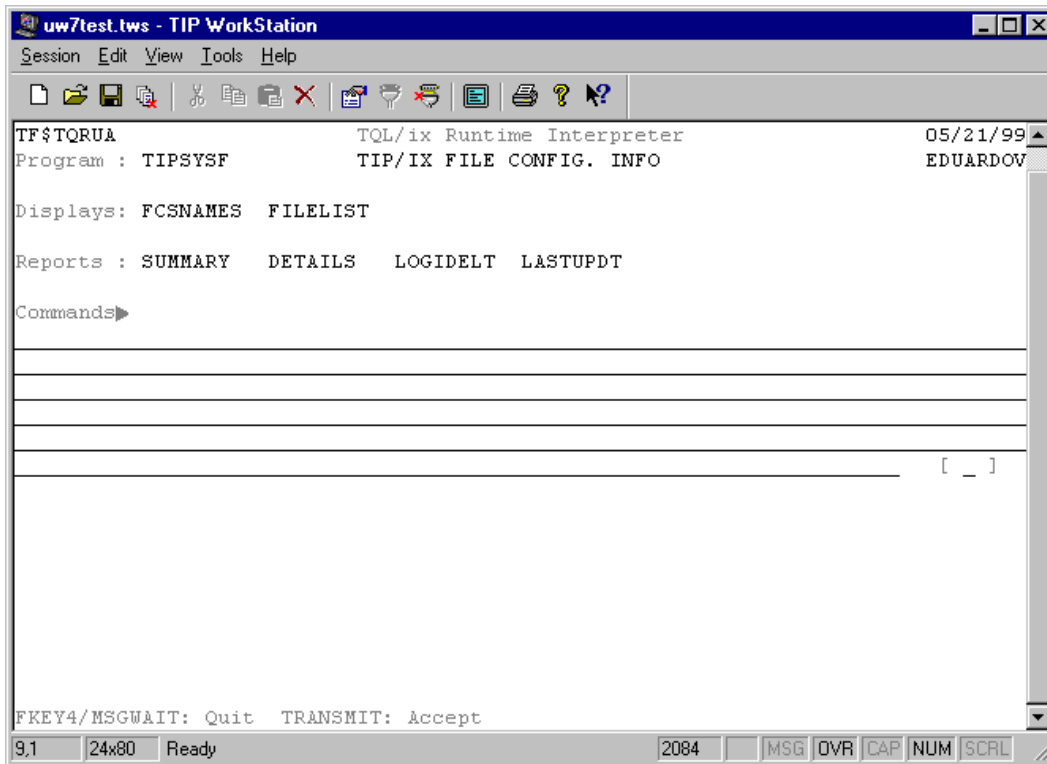 uw7test.tws - TIP WorkStation
Session Edit View Tools Help
TF$TQRUA TQL/ix Runtime Interpreter 05/21/99
Program : TIPSYSF TIP/IX FILE CONFIG. INFO EDUARDOV
Displays: FCSNAMES FILELIST
Reports : SUMMARY DETAILS LOGIDELT LASTUPDT
Commands▶
[ _ ]
FKEY4/MSGWAIT: Quit TRANSMIT: Accept
9,1 24x80 Ready 2084 MSG OVR CAP NUM SCRL